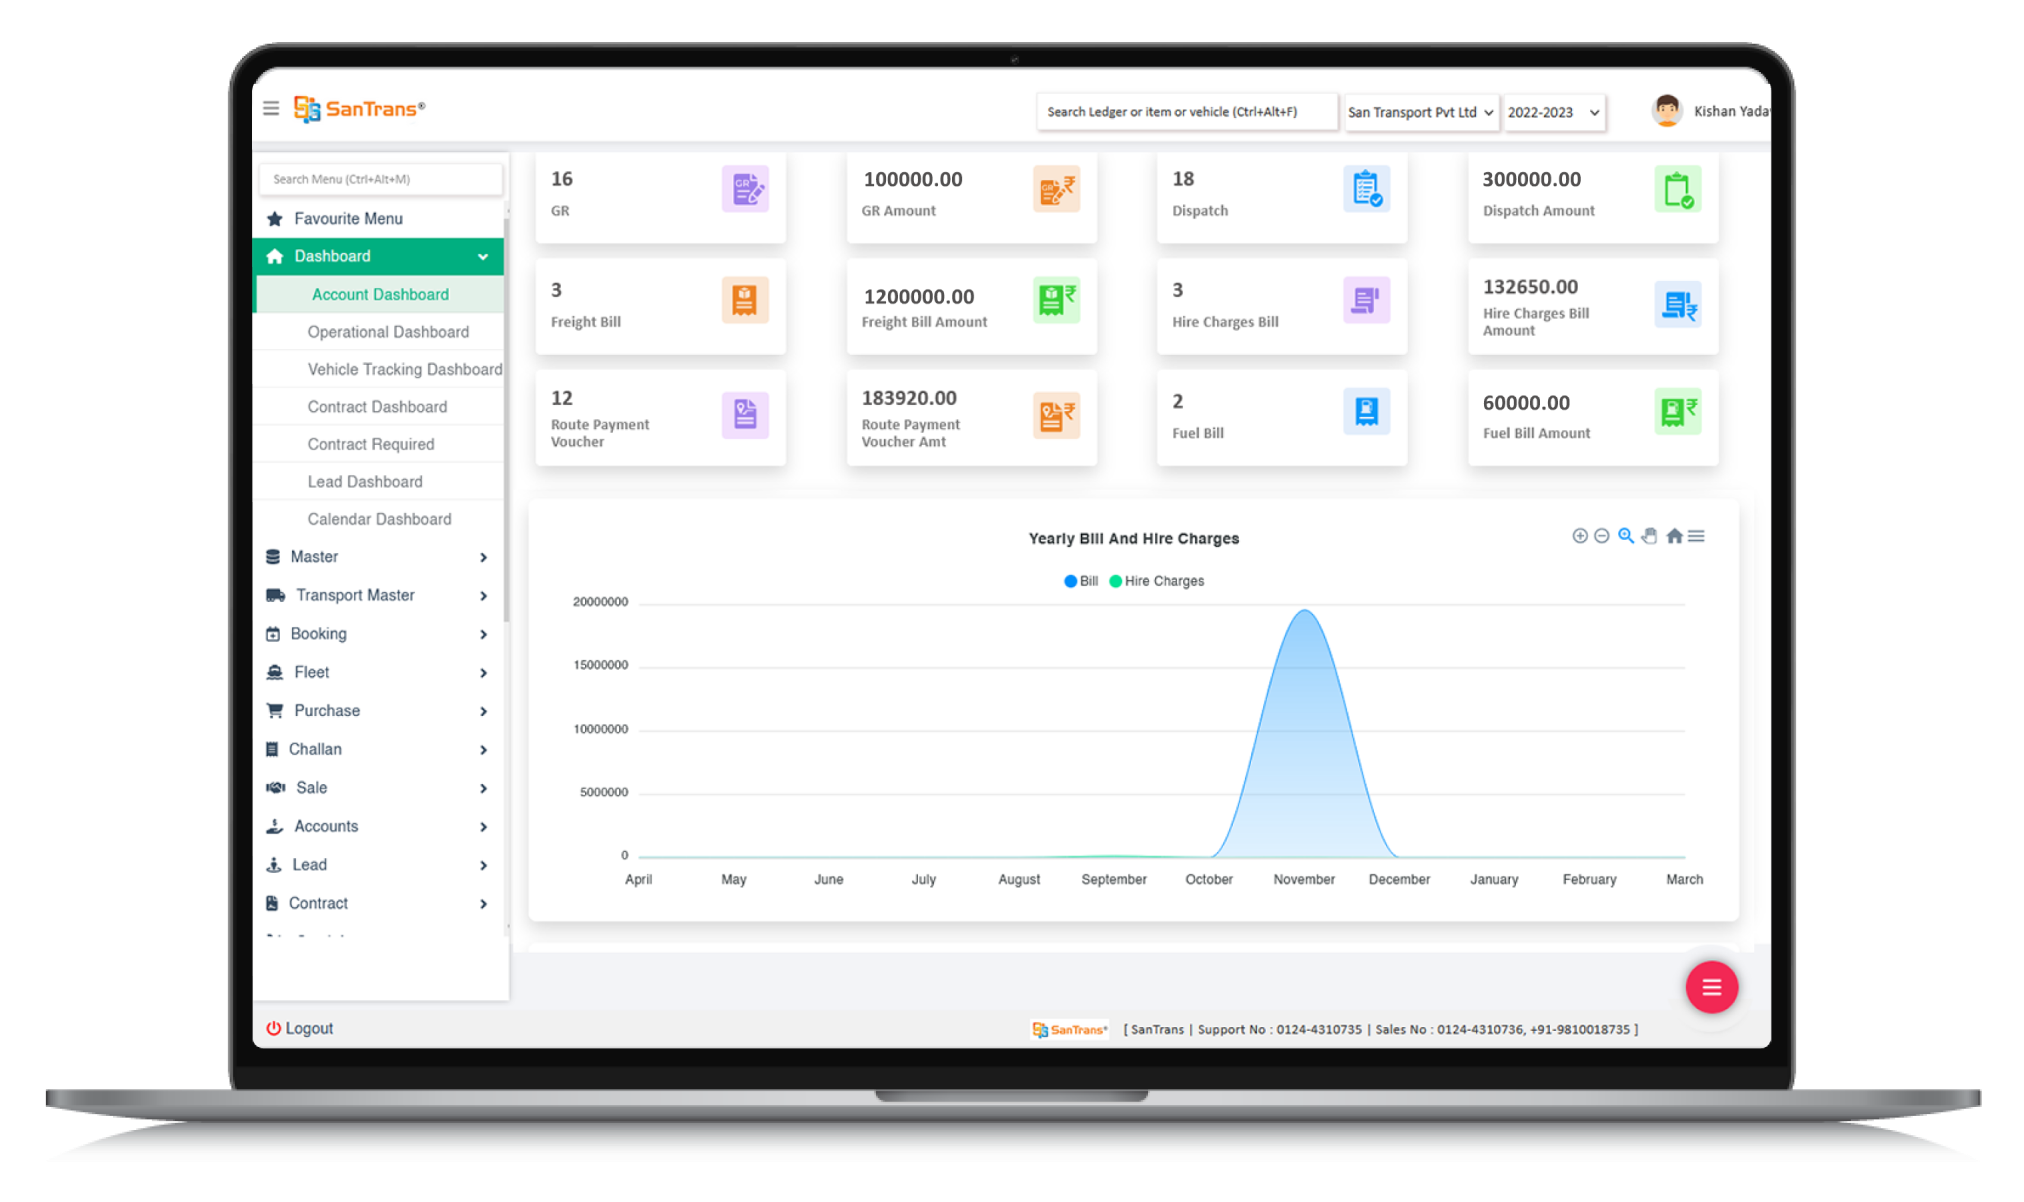 SanTrans®
Search Ledger or item or vehicle (Ctrl+Alt+F)
San Transport Pvt Ltd
2022-2023
Kishan Yada
Search Menu (Ctrl+Alt+M)
Favourite Menu
Dashboard
Account Dashboard
Operational Dashboard
Vehicle Tracking Dashboard
Contract Dashboard
Contract Required
Lead Dashboard
Calendar Dashboard
Master
Transport Master
Booking
Fleet
Purchase
Challan
Sale
Accounts
Lead
Contract
Logout
16
GR
100000.00
GR Amount
18
Dispatch
300000.00
Dispatch Amount
3
Freight Bill
1200000.00
Freight Bill Amount
3
Hire Charges Bill
132650.00
Hire Charges Bill
Amount
12
Route Payment
Voucher
183920.00
Route Payment
Voucher Amt
2
Fuel Bill
60000.00
Fuel Bill Amount
Yearly Bill And Hire Charges
Bill
Hire Charges
20000000
15000000
10000000
5000000
0
April May June July August September October November December January February March
SanTrans® [ SanTrans | Support No : 0124-4310735 | Sales No : 0124-4310736, +91-9810018735 ]